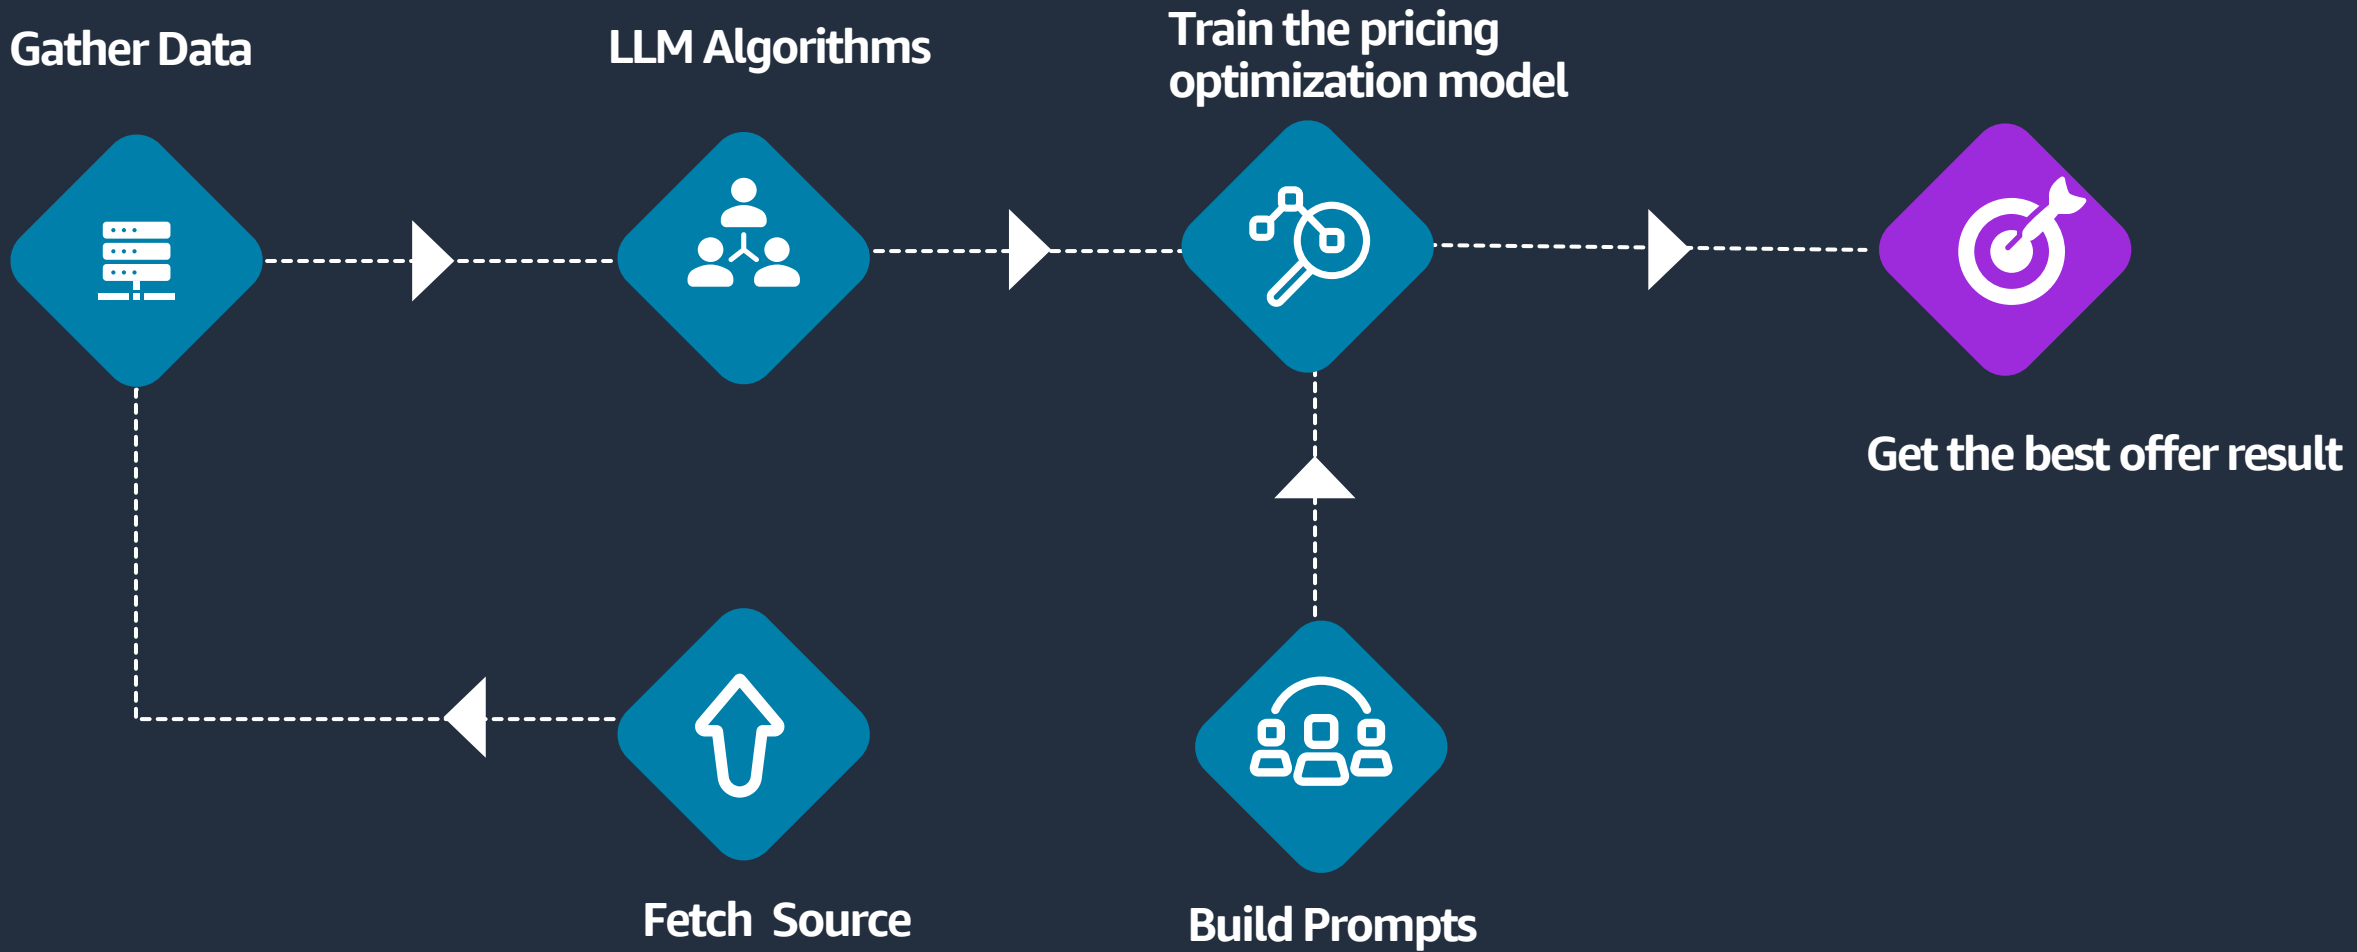 Gather Data
LLM Algorithms
Train the pricing
optimization model
Get the best offer result
Fetch  Source
Build Prompts